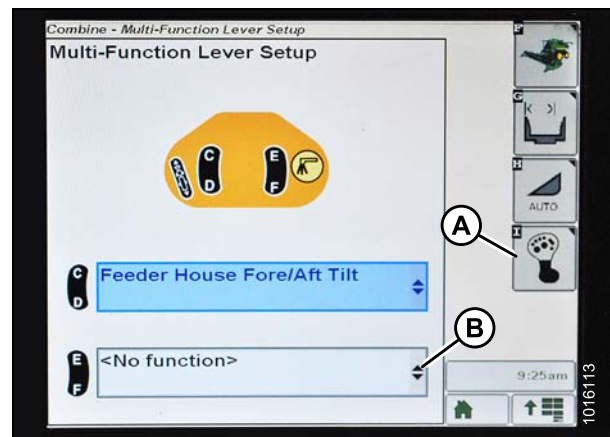 Combine - Multi-Function Lever Setup
Multi-Function Lever Setup
F
G
H
AUTO
I
A
C
D
E
F
C
D
Feeder House Fore/Aft Tilt
B
E
F
<No function>
9:25am
1016113